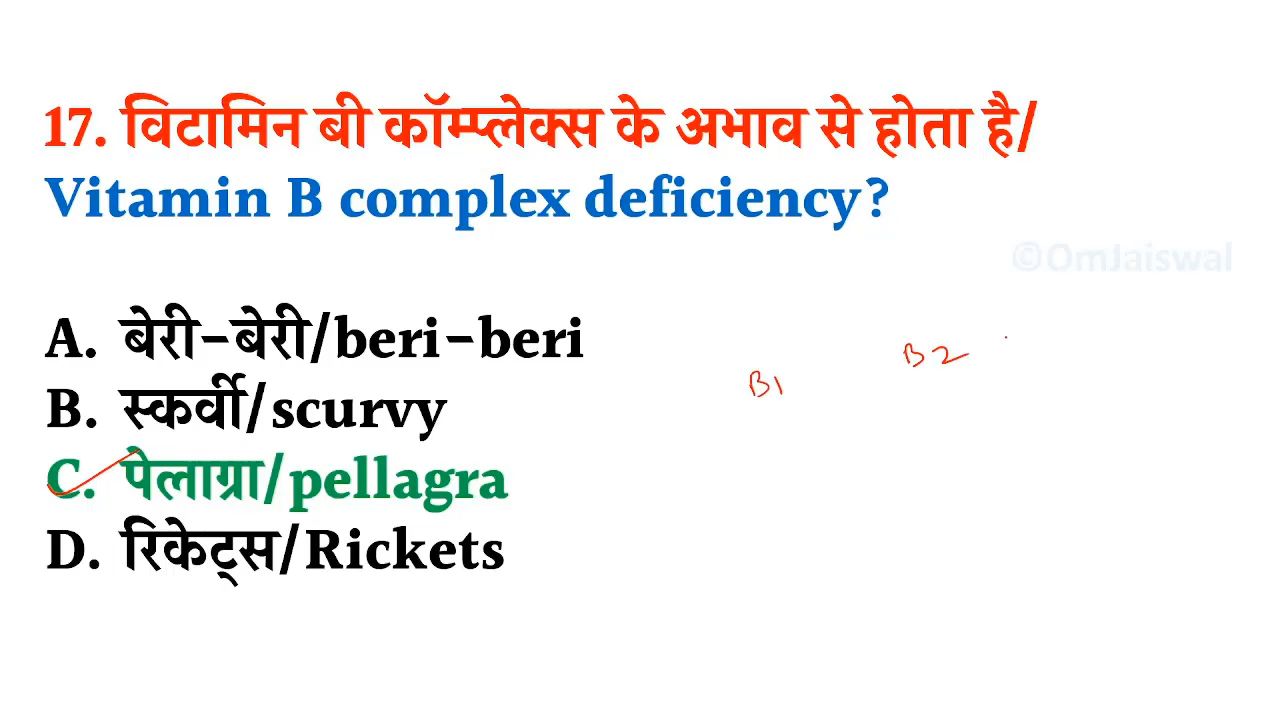 17. विटामिन बी कॉम्प्लेक्स के अभाव से होता है/
Vitamin B complex deficiency?
©OmJaiswal
A. बेरी-बेरी/beri-beri
B2
B1
B. स्कर्वी/scurvy
C. पेलाग्रा/pellagra
D. रिकेट्स/Rickets